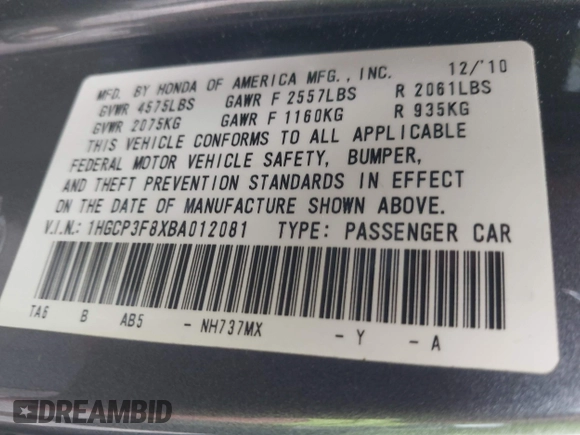 MFD. BY HONDA OF AMERICA MFG., INC. 12/'10
GVWR 4575LBS GAWR F 2557LBS R 2061LBS
GVWR 2075KG GAWR F 1160KG R 935KG
THIS VEHICLE CONFORMS TO ALL APPLICABLE
FEDERAL MOTOR VEHICLE SAFETY, BUMPER,
AND THEFT PREVENTION STANDARDS IN EFFECT
ON THE DATE OF MANUFACTURE SHOWN ABOVE.
V.I.N.: 1HGCP3F8XBA012081 TYPE: PASSENGER CAR
TA6 B AB5 - NH737MX - Y - A
DREAMBID